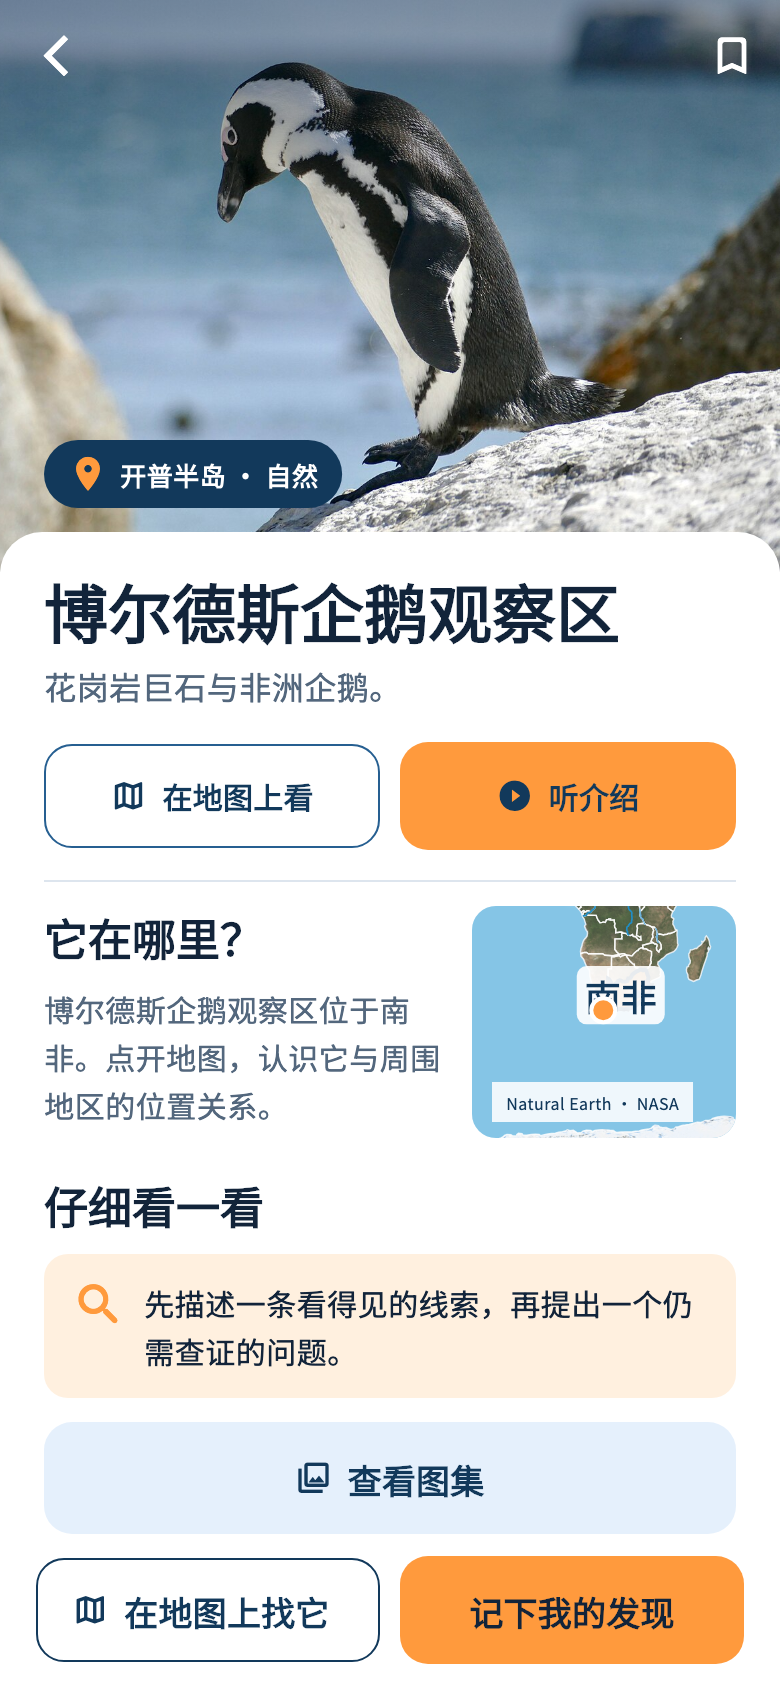 开普半岛 · 自然
博尔德斯企鹅观察区
花岗岩巨石与非洲企鹅。
在地图上看
听介绍
它在哪里？
博尔德斯企鹅观察区位于南
非。点开地图，认识它与周围
地区的位置关系。
南非
Natural Earth · NASA
仔细看一看
先描述一条看得见的线索，再提出一个仍
需查证的问题。
查看图集
在地图上找它
记下我的发现